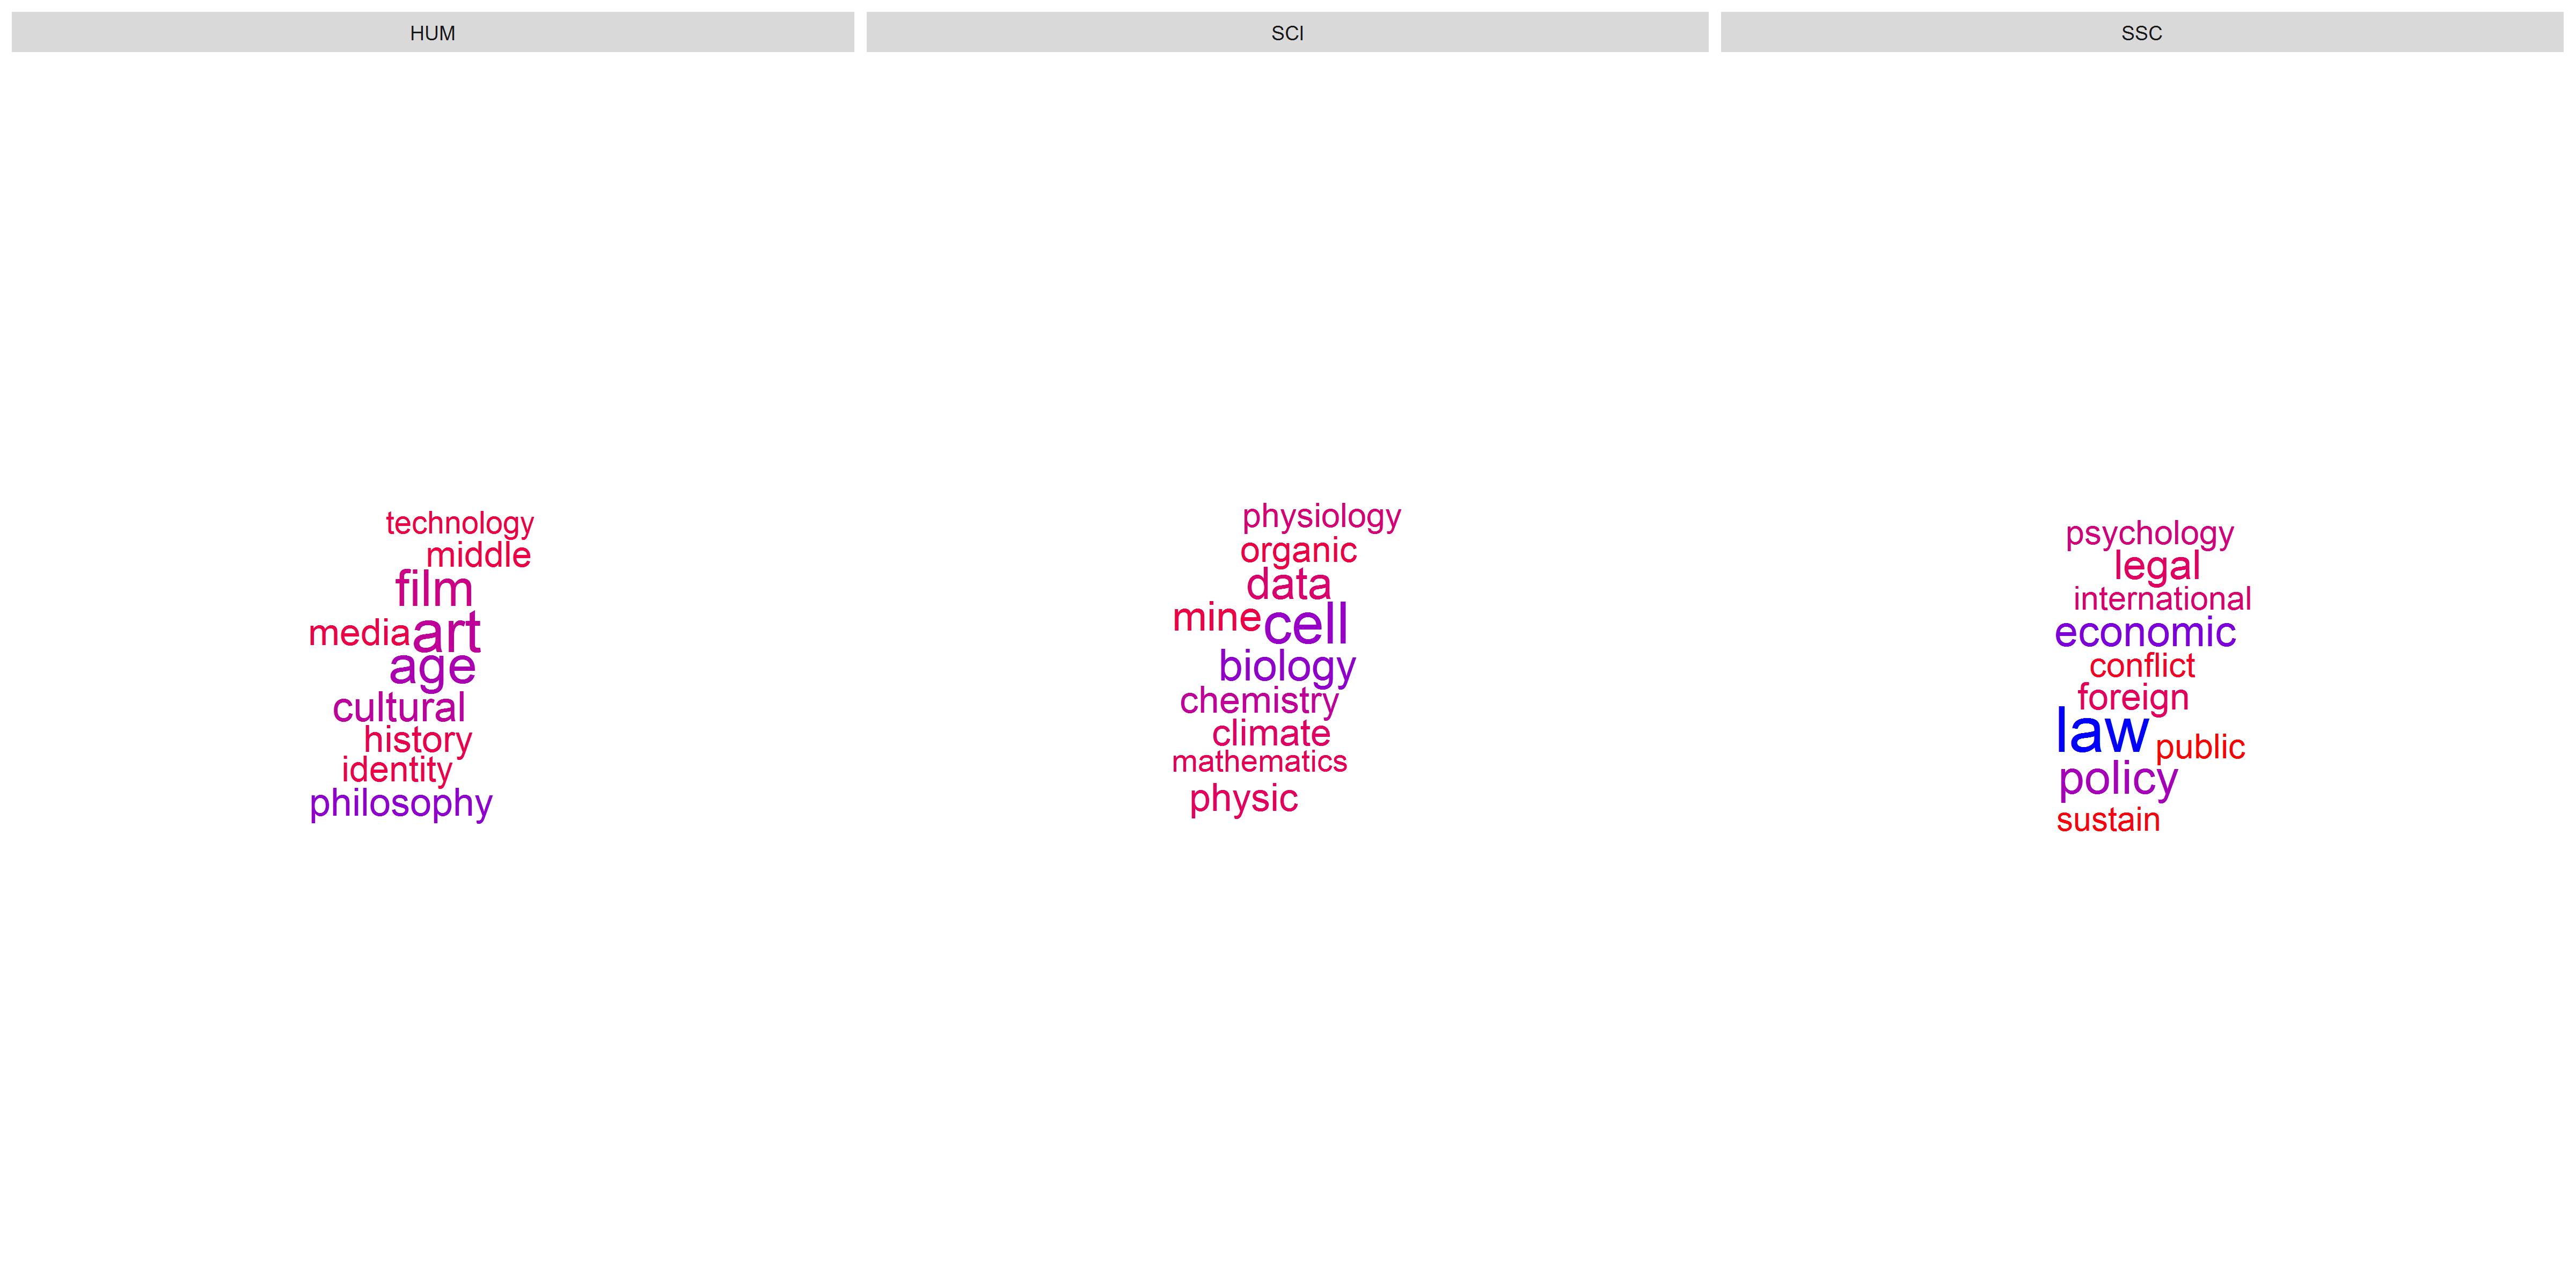 HUM
technology
middle
film
media art
age
cultural
history
identity
philosophy
SCI
physiology
organic
data
mine cell
biology
chemistry
climate
mathematics
physic
SSC
psychology
legal
international
economic
conflict
foreign
law public
policy
sustain